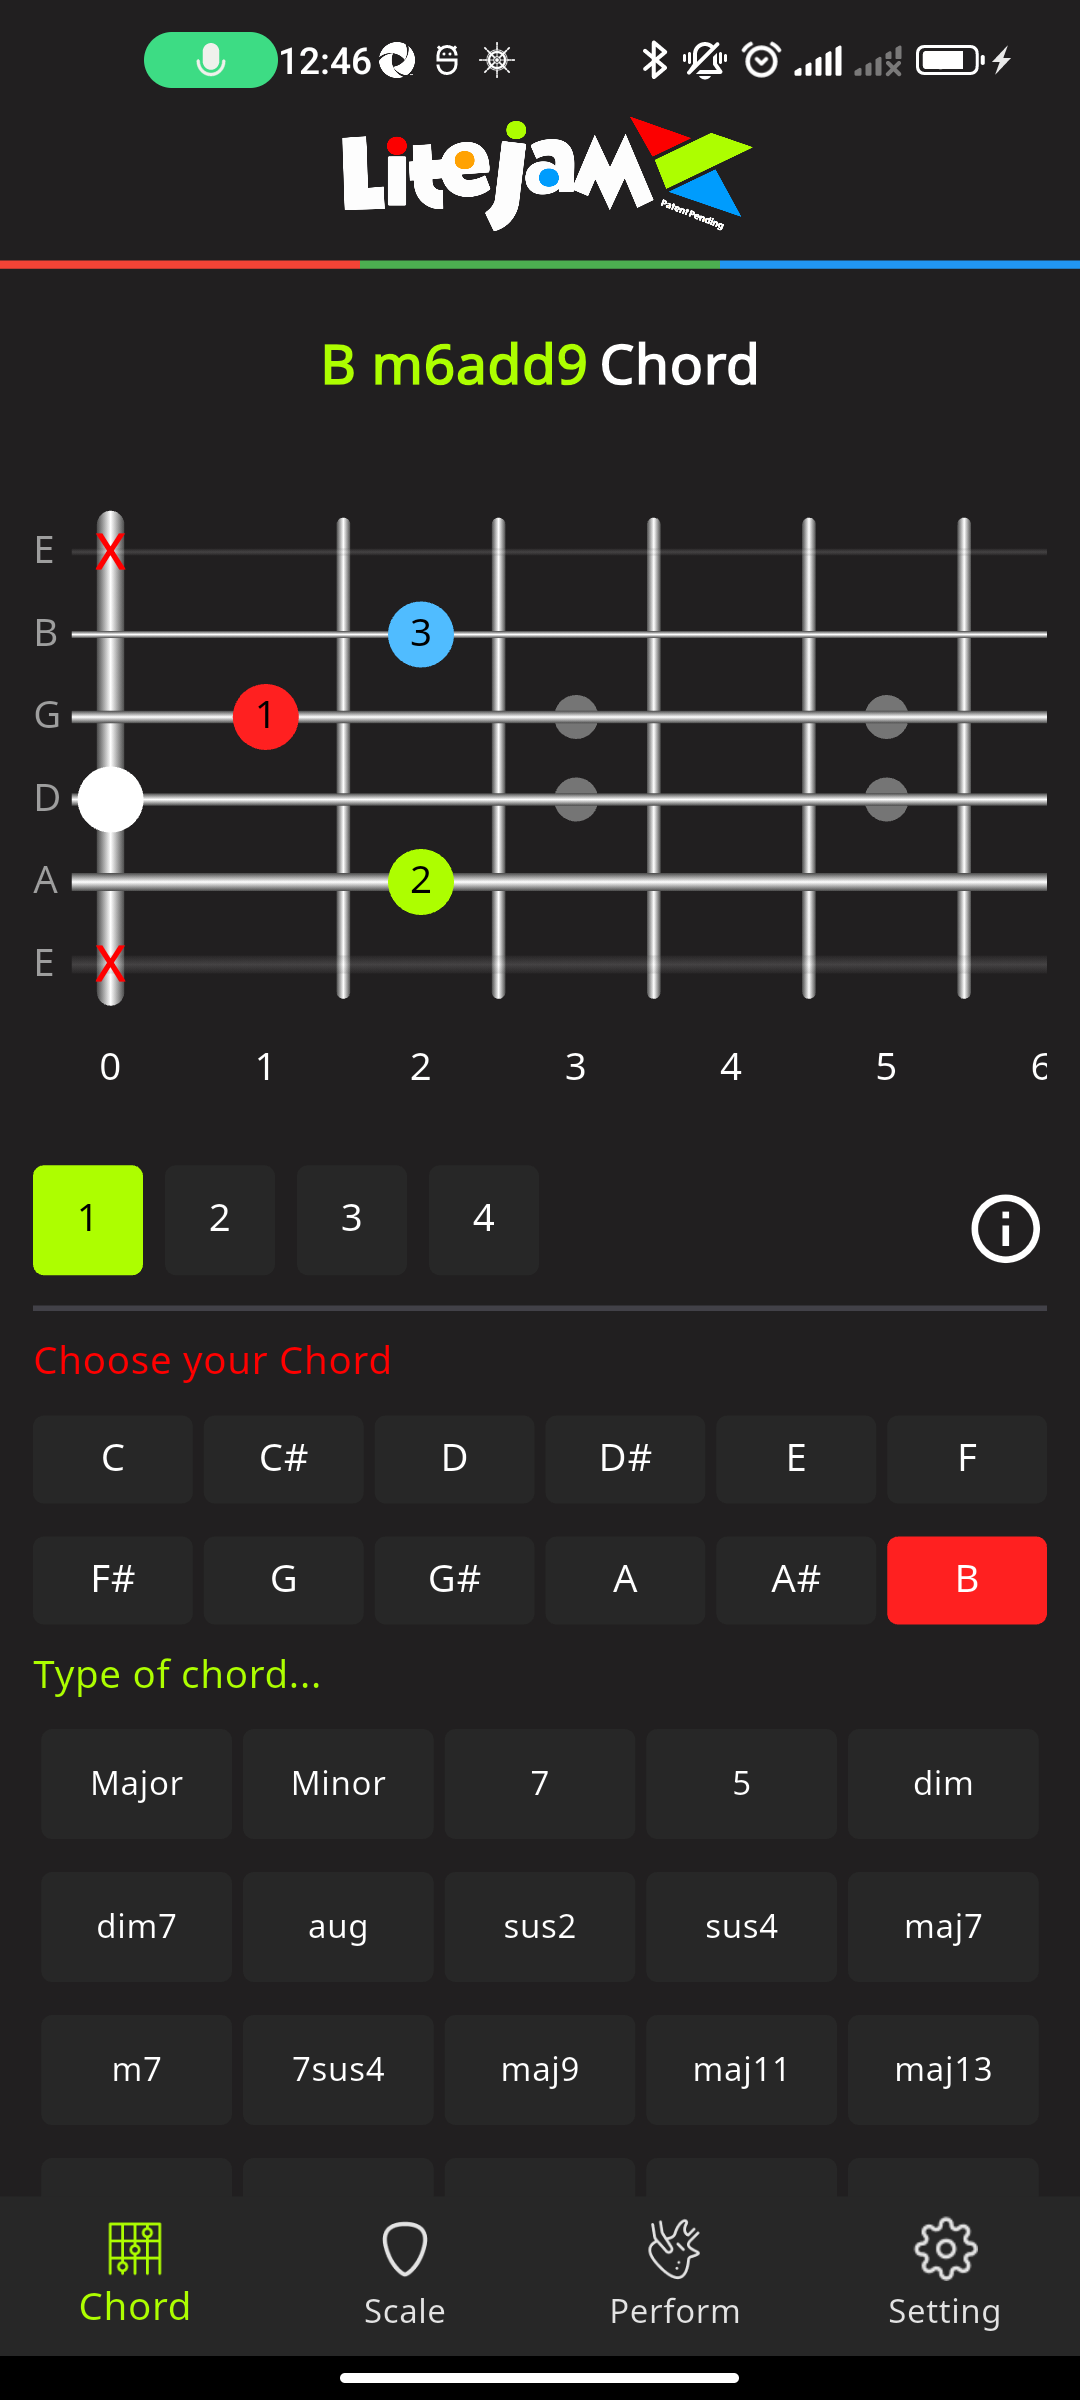 12:46
Litejam
Patent Pending
B m6add9 Chord
E X
B 3
G 1
D
A 2
E X
0 1 2 3 4 5 6
1 2 3 4
Choose your Chord
C C# D D# E F
F# G G# A A# B
Type of chord...
Major Minor 7 5 dim
dim7 aug sus2 sus4 maj7
m7 7sus4 maj9 maj11 maj13
Chord Scale Perform Setting